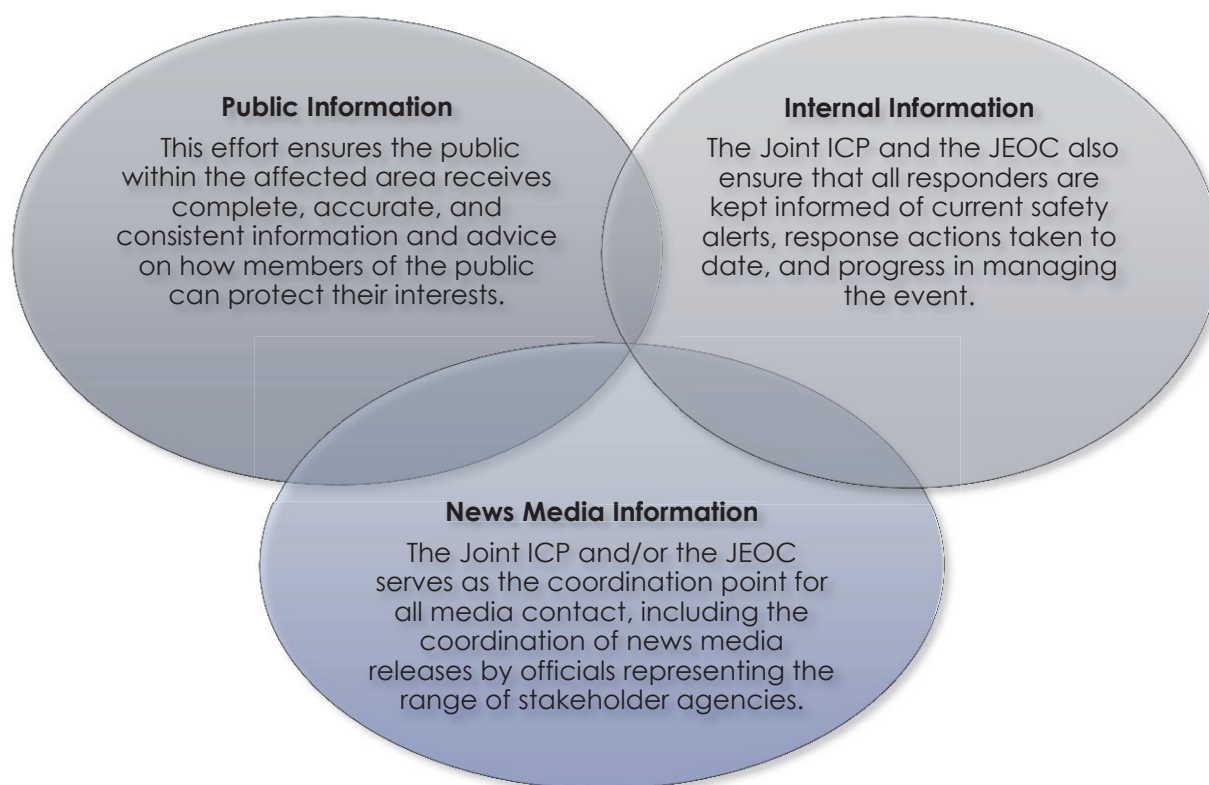 Public Information
This effort ensures the public
within the affected area receives
complete, accurate, and
consistent information and advice
on how members of the public
can protect their interests.
Internal Information
The Joint ICP and the JEOC also
ensure that all responders are
kept informed of current safety
alerts, response actions taken to
date, and progress in managing
the event.
News Media Information
The Joint ICP and/or the JEOC
serves as the coordination point for
all media contact, including the
coordination of news media
releases by officials representing the
range of stakeholder agencies.